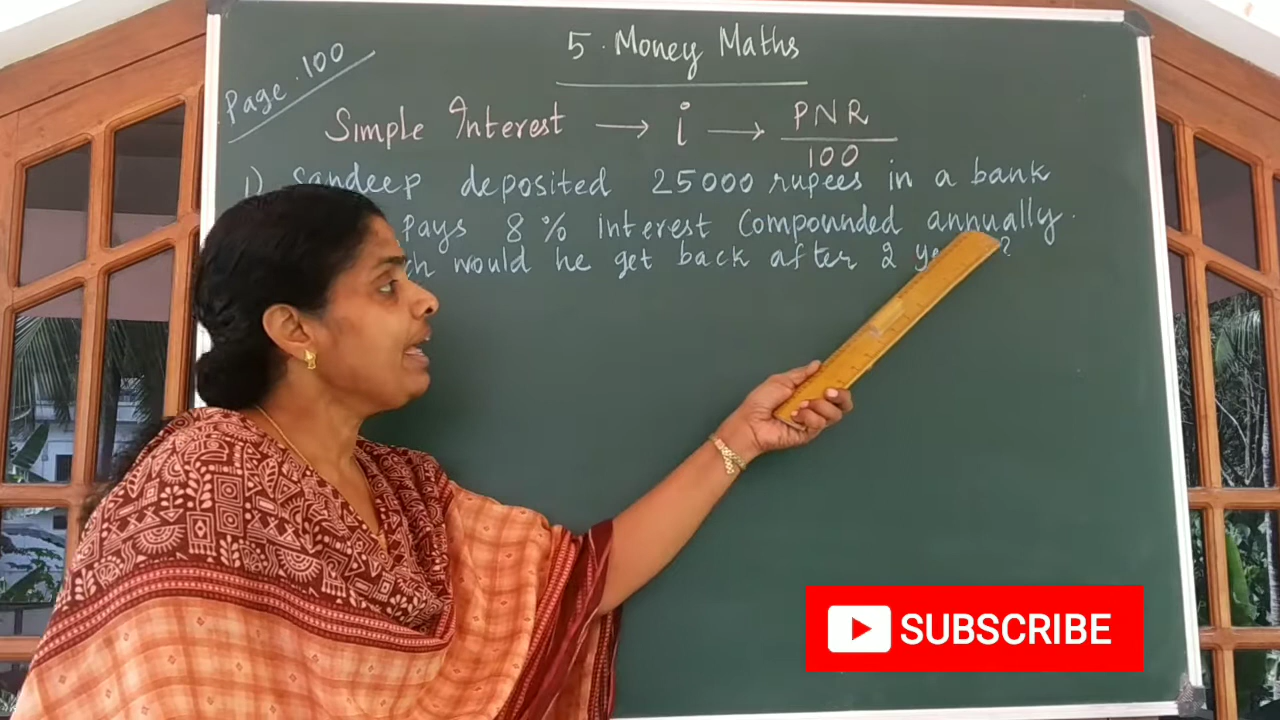 5. Money Maths
Page. 100
Simple Interest → i → PNR
100
1) Sandeep deposited 25000 rupees in a bank
Pays 8 % interest Compounded annually.
would he get back after 2 ?
SUBSCRIBE